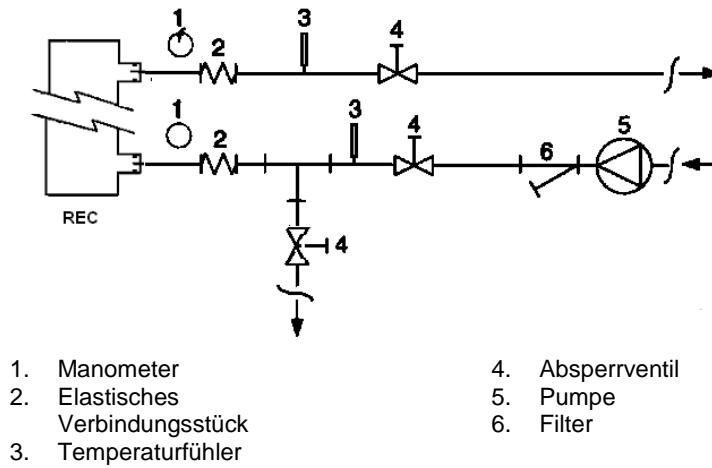 1
2
3
4
1
2
3
4
6
5
REC
4
1. Manometer
2. Elastisches
Verbindungsstück
3. Temperaturfühler
4. Absperrventil
5. Pumpe
6. Filter